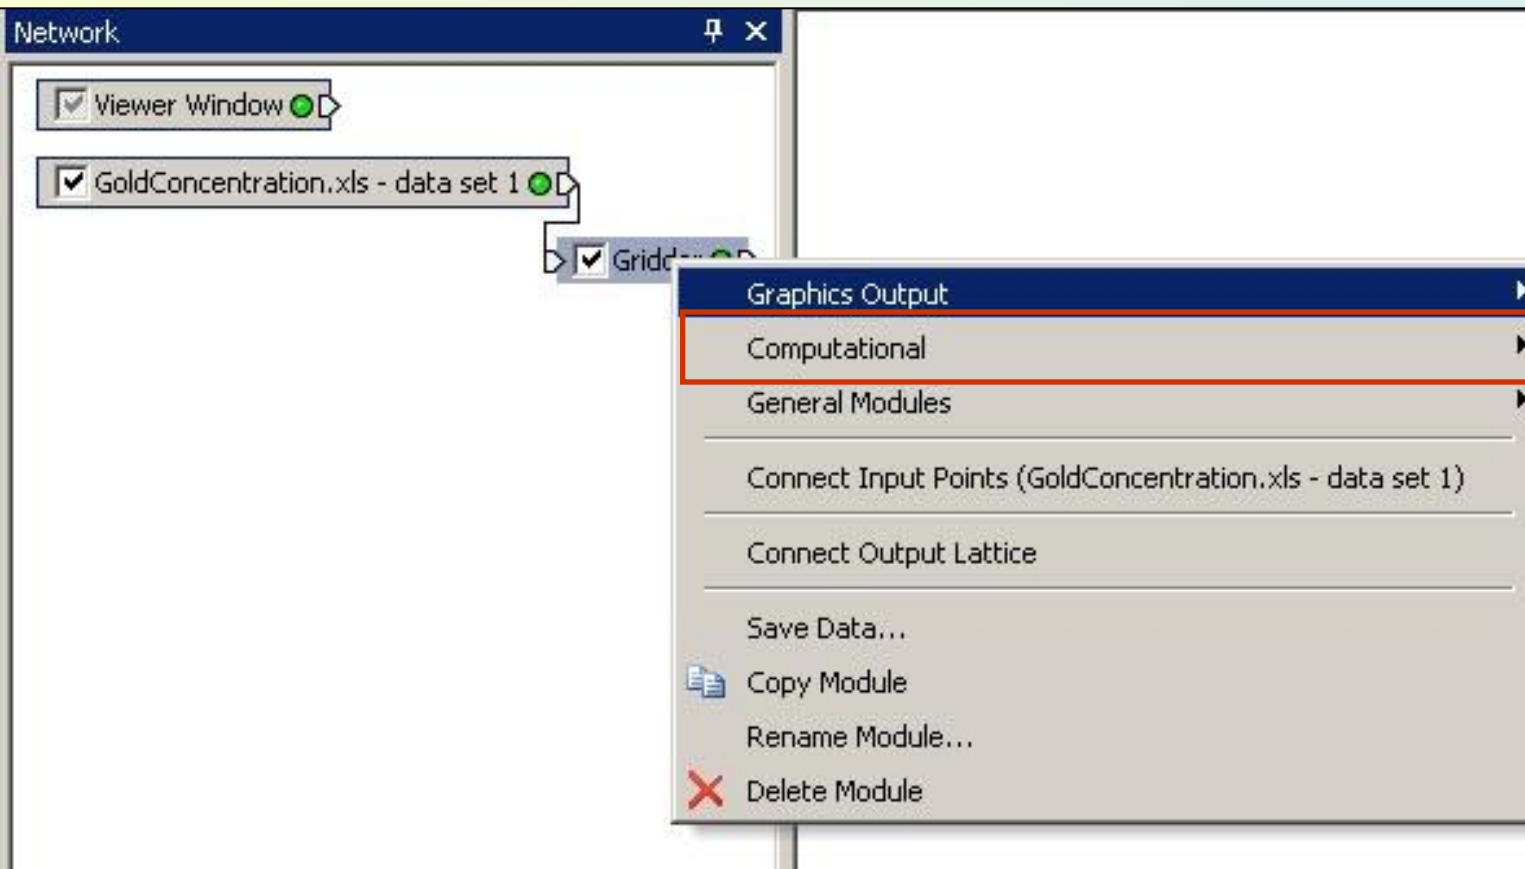 Network
Viewer Window
GoldConcentration.xls - data set 1
Graphics Output
Computational
General Modules
Connect Input Points (GoldConcentration.xls - data set 1)
Connect Output Lattice
Save Data...
Copy Module
Rename Module...
Delete Module